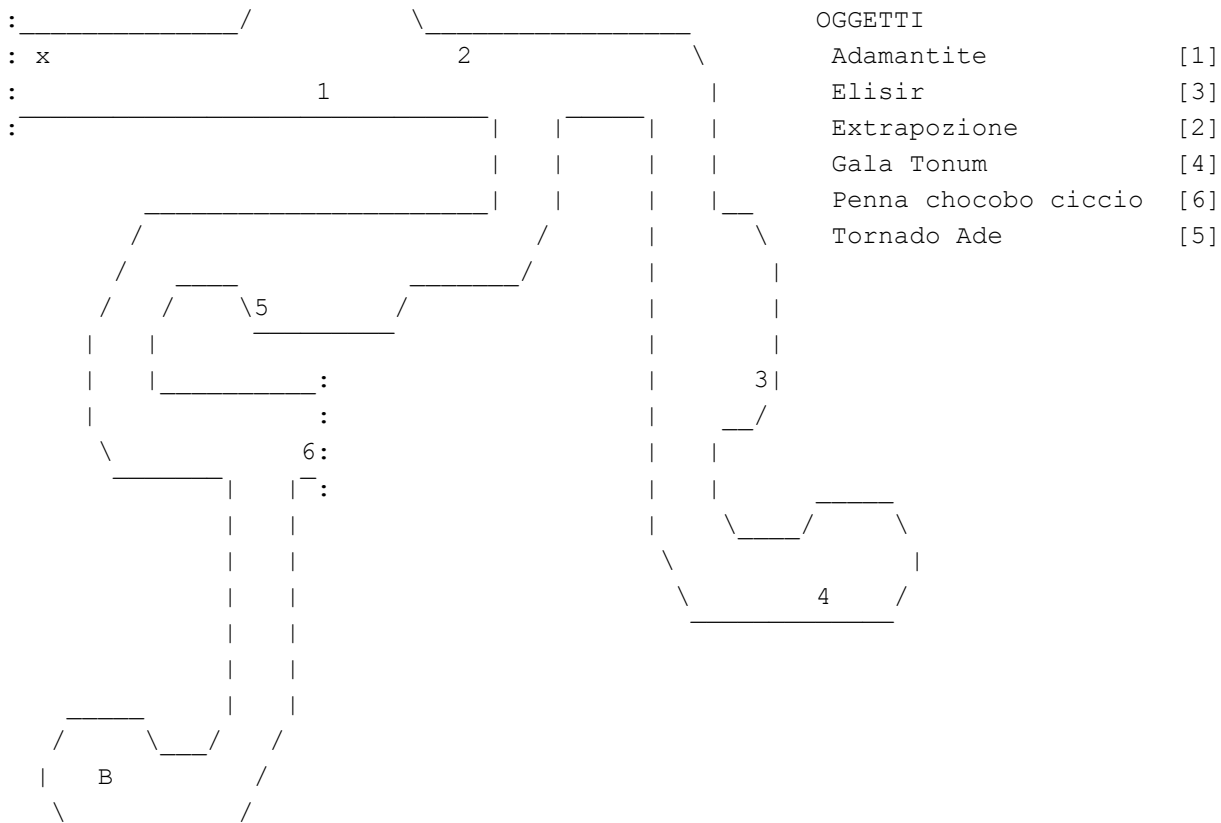 OGGETTI
x 2 Adamantite [1]
1 Elisir [3]
Extrapozione [2]
Gala Tonum [4]
Penna chocobo ciccio [6]
Tornado Ade [5]
5
3
6
4
B